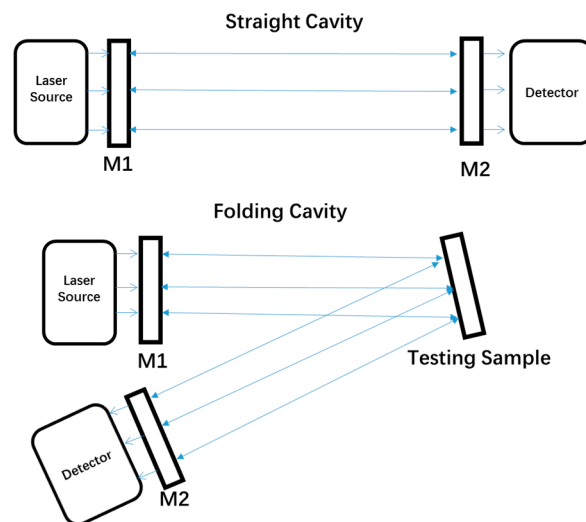 Straight Cavity
Laser
Source
Detector
M1
M2
Folding Cavity
Laser
Source
M1
Testing Sample
Detector
M2